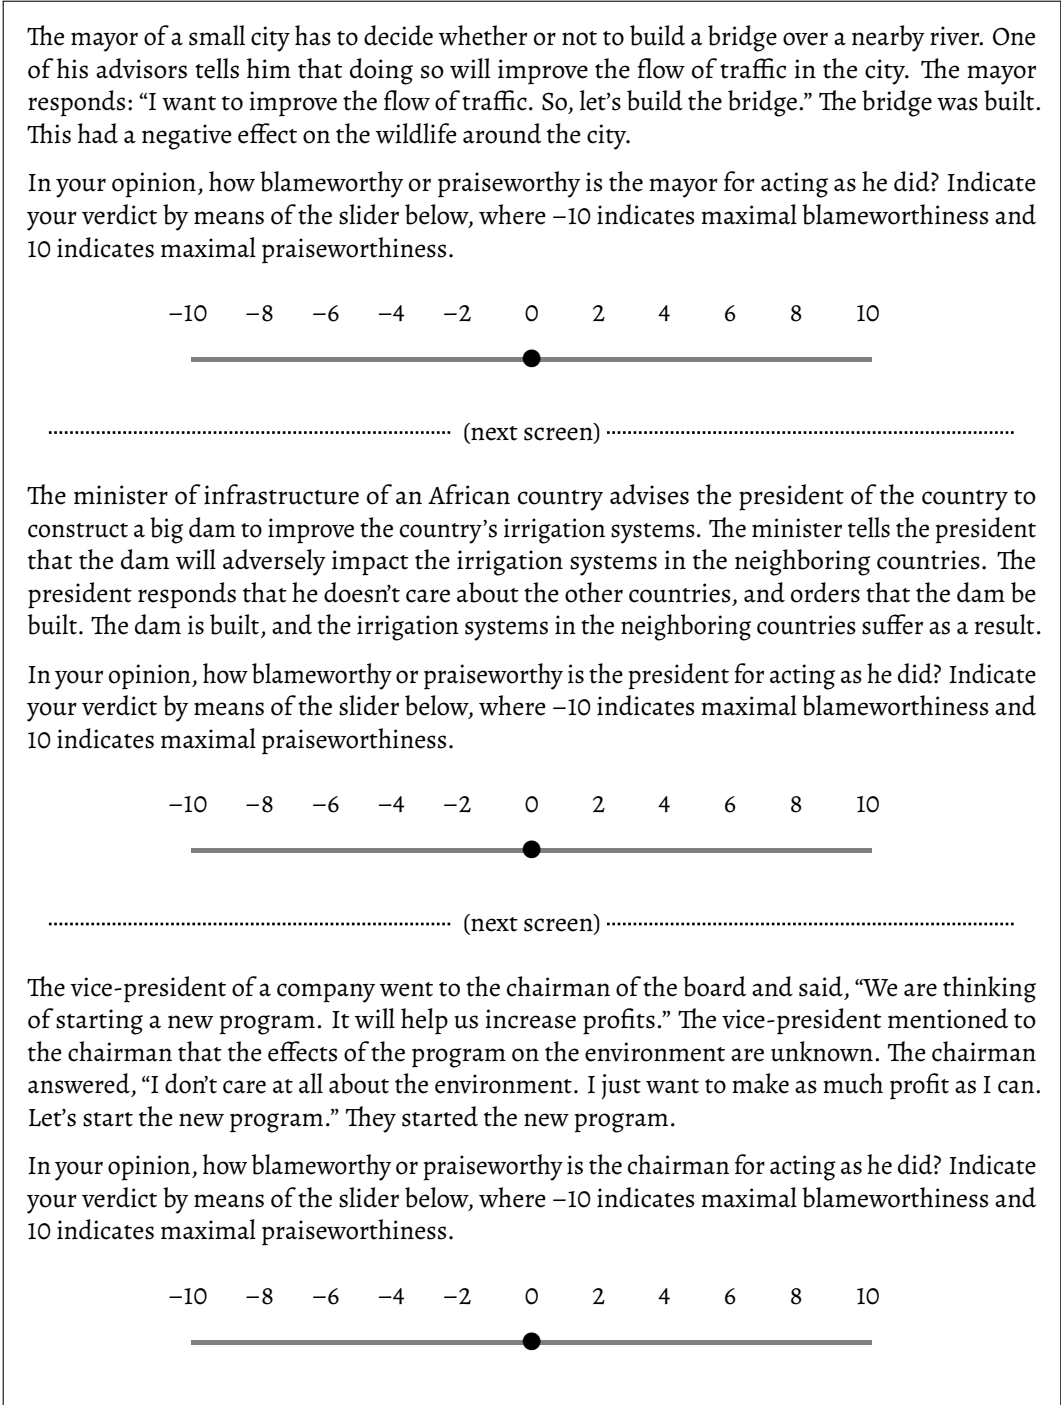 The mayor of a small city has to decide whether or not to build a bridge over a nearby river. One
of his advisors tells him that doing so will improve the flow of traffic in the city. The mayor
responds: “I want to improve the flow of traffic. So, let’s build the bridge.” The bridge was built.
This had a negative effect on the wildlife around the city.
In your opinion, how blameworthy or praiseworthy is the mayor for acting as he did? Indicate
your verdict by means of the slider below, where −10 indicates maximal blameworthiness and
10 indicates maximal praiseworthiness.
−10 −8 −6 −4 −2 0 2 4 6 8 10
(next screen)
The minister of infrastructure of an African country advises the president of the country to
construct a big dam to improve the country’s irrigation systems. The minister tells the president
that the dam will adversely impact the irrigation systems in the neighboring countries. The
president responds that he doesn’t care about the other countries, and orders that the dam be
built. The dam is built, and the irrigation systems in the neighboring countries suffer as a result.
In your opinion, how blameworthy or praiseworthy is the president for acting as he did? Indicate
your verdict by means of the slider below, where −10 indicates maximal blameworthiness and
10 indicates maximal praiseworthiness.
−10 −8 −6 −4 −2 0 2 4 6 8 10
(next screen)
The vice-president of a company went to the chairman of the board and said, “We are thinking
of starting a new program. It will help us increase profits.” The vice-president mentioned to
the chairman that the effects of the program on the environment are unknown. The chairman
answered, “I don’t care at all about the environment. I just want to make as much profit as I can.
Let’s start the new program.” They started the new program.
In your opinion, how blameworthy or praiseworthy is the chairman for acting as he did? Indicate
your verdict by means of the slider below, where −10 indicates maximal blameworthiness and
10 indicates maximal praiseworthiness.
−10 −8 −6 −4 −2 0 2 4 6 8 10